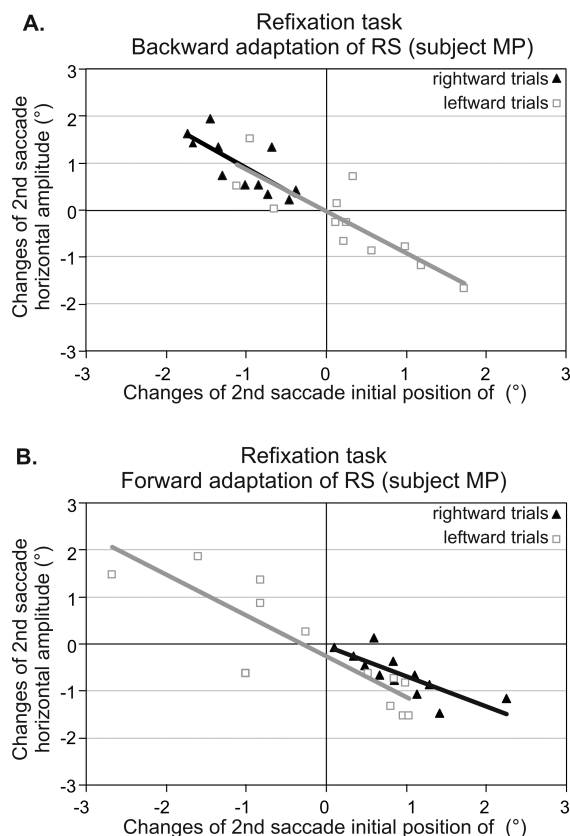 A.
Refixation task
Backward adaptation of RS (subject MP)
rightward trials
leftward trials
Changes of 2nd saccade
horizontal amplitude (°)
3
2
1
0
-1
-2
-3
-3 -2 -1 0 1 2 3
Changes of 2nd saccade initial position of (°)
B.
Refixation task
Forward adaptation of RS (subject MP)
rightward trials
leftward trials
Changes of 2nd saccade
horizontal amplitude (°)
3
2
1
0
-1
-2
-3
-3 -2 -1 0 1 2 3
Changes of 2nd saccade initial position of (°)